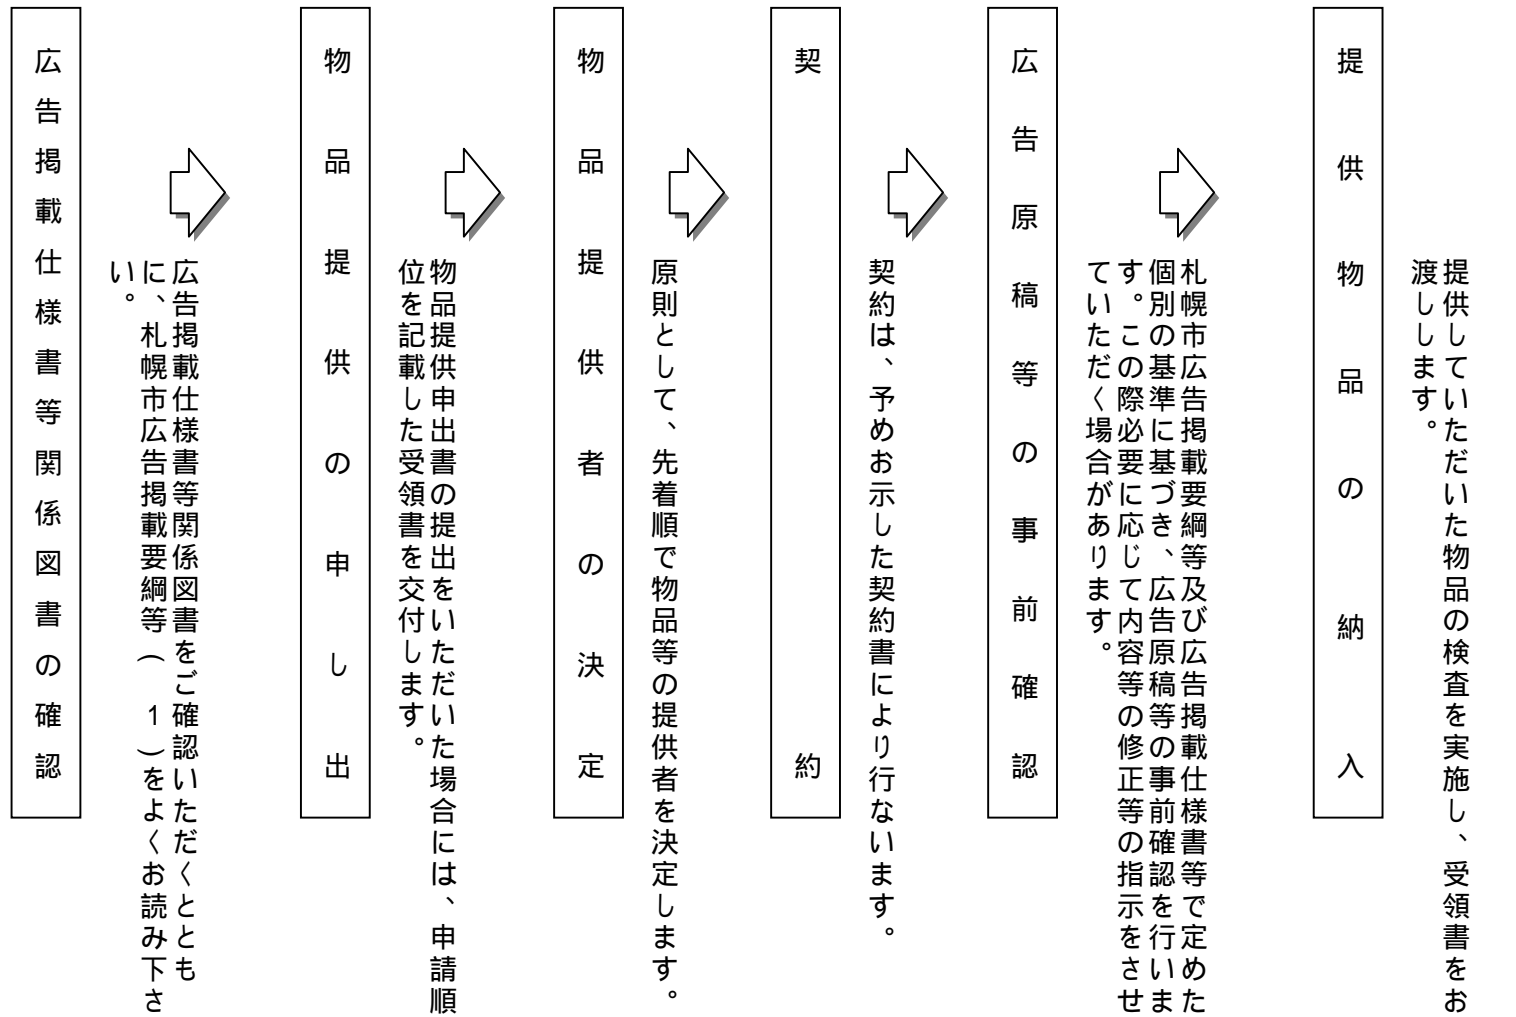 広告掲載仕様書等関係図書の確認
広告掲載仕様書等関係図書をご確認いただくととも
に、札幌市広告掲載要綱等( 1)をよくお読み下さ
い。
物品提供の申し出
物品提供申出書の提出をいただいた場合には、申請順
位を記載した受領書を交付します。
物品提供者の決定
原則として、先着順で物品等の提供者を決定します。
契約
契約は、予めお示した契約書により行ないます。
広告原稿等の事前確認
札幌市広告掲載要綱等及び広告掲載仕様書等で定めた
個別の基準に基づき、広告原稿等の事前確認を行いま
す。この際必要に応じて内容等の修正等の指示をさせ
ていただく場合があります。
提供物品の納入
提供していただいた物品の検査を実施し、受領書をお
渡しします。